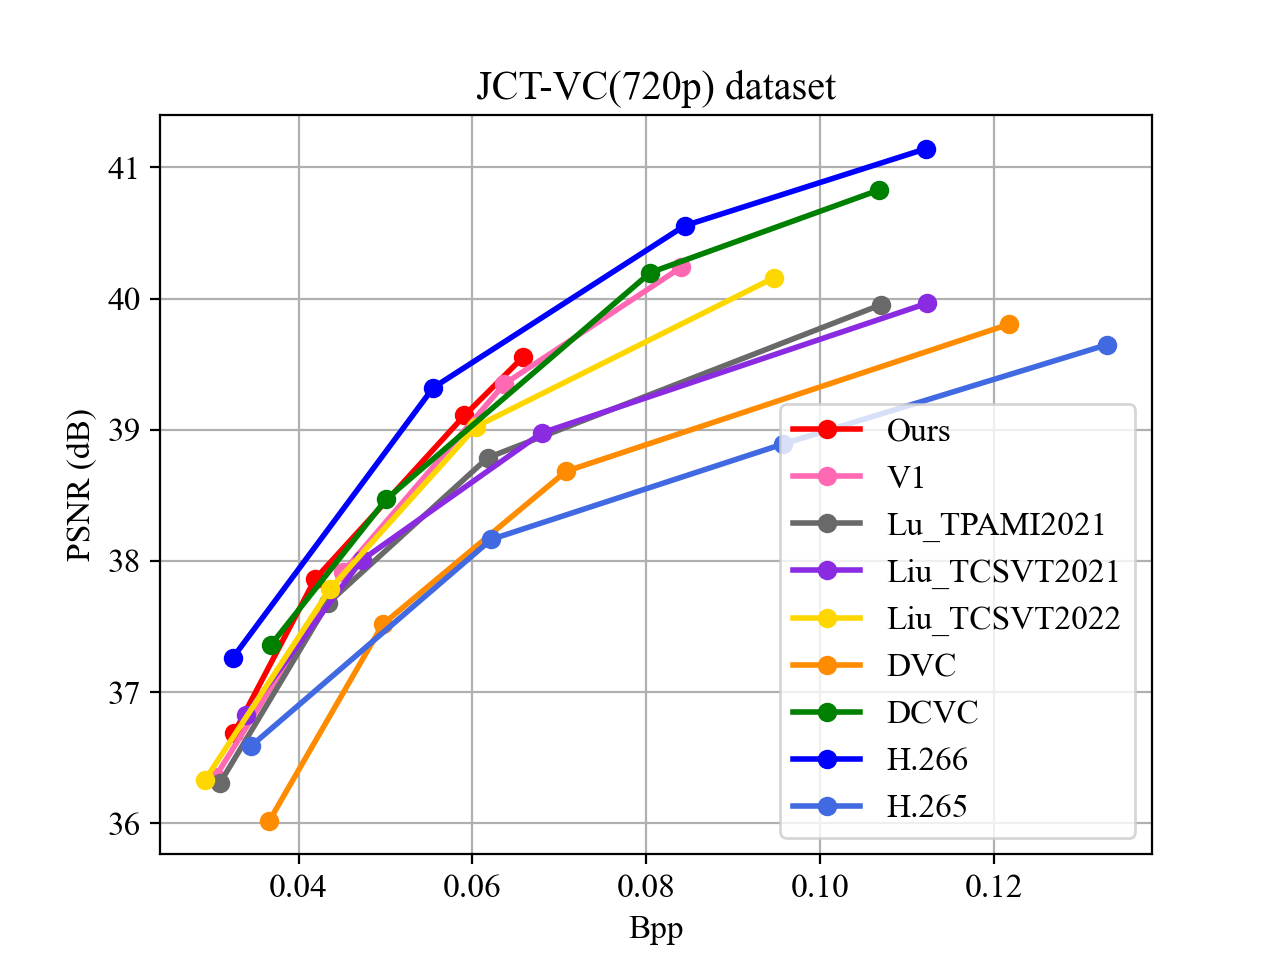 JCT-VC(720p) dataset
PSNR (dB)
41
40
39
38
37
36
Ours
V1
Lu_TPAMI2021
Liu_TCSVT2021
Liu_TCSVT2022
DVC
DCVC
H.266
H.265
0.04 0.06 0.08 0.10 0.12
Bpp